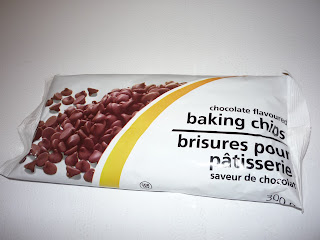 chocolate flavoured
baking chips
brisures pour
pâtisserie
saveur de chocolat
300 g